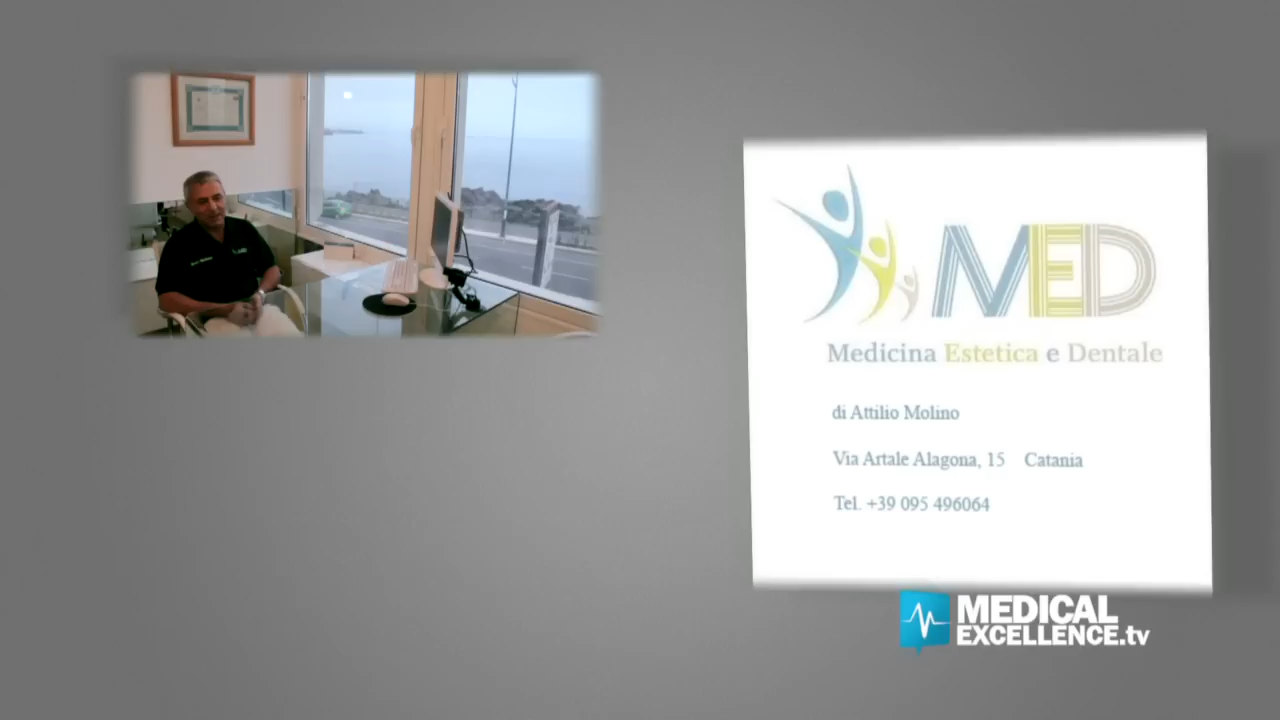 MED
Medicina Estetica e Dentale
di Attilio Molino
Via Artale Alagona, 15 Catania
Tel. +39 095 496064
MEDICAL
EXCELLENCE.tv